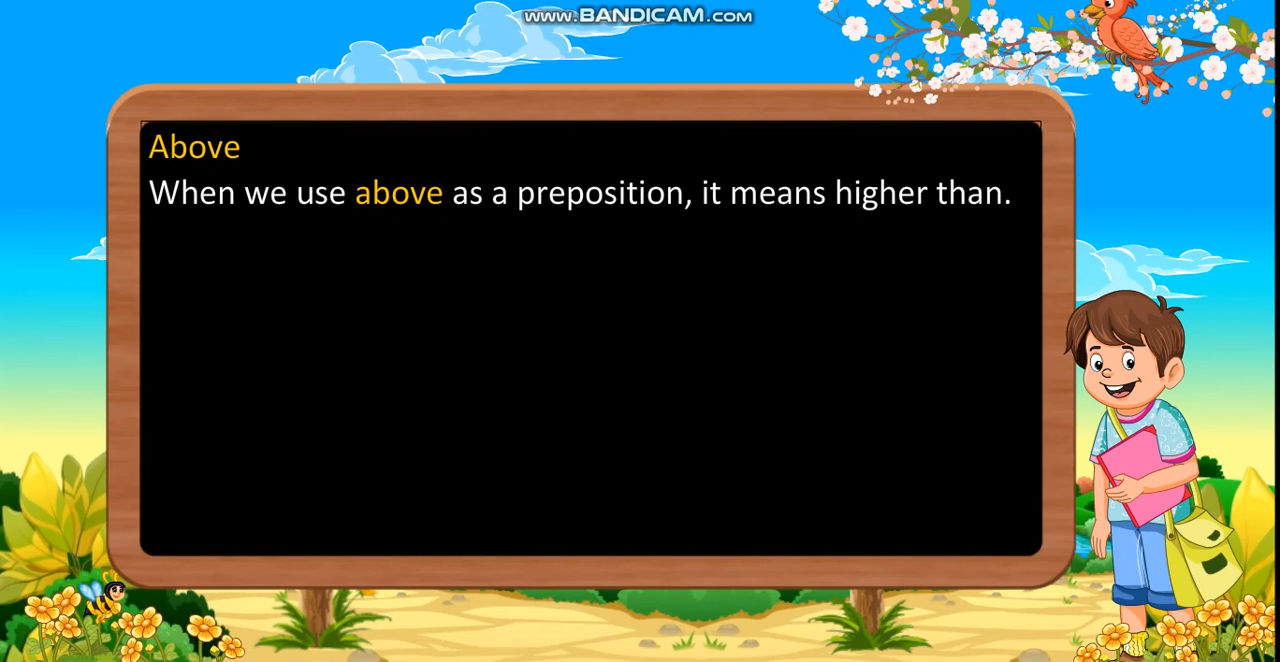 www.BANDICAM.com
Above
When we use above as a preposition, it means higher than.